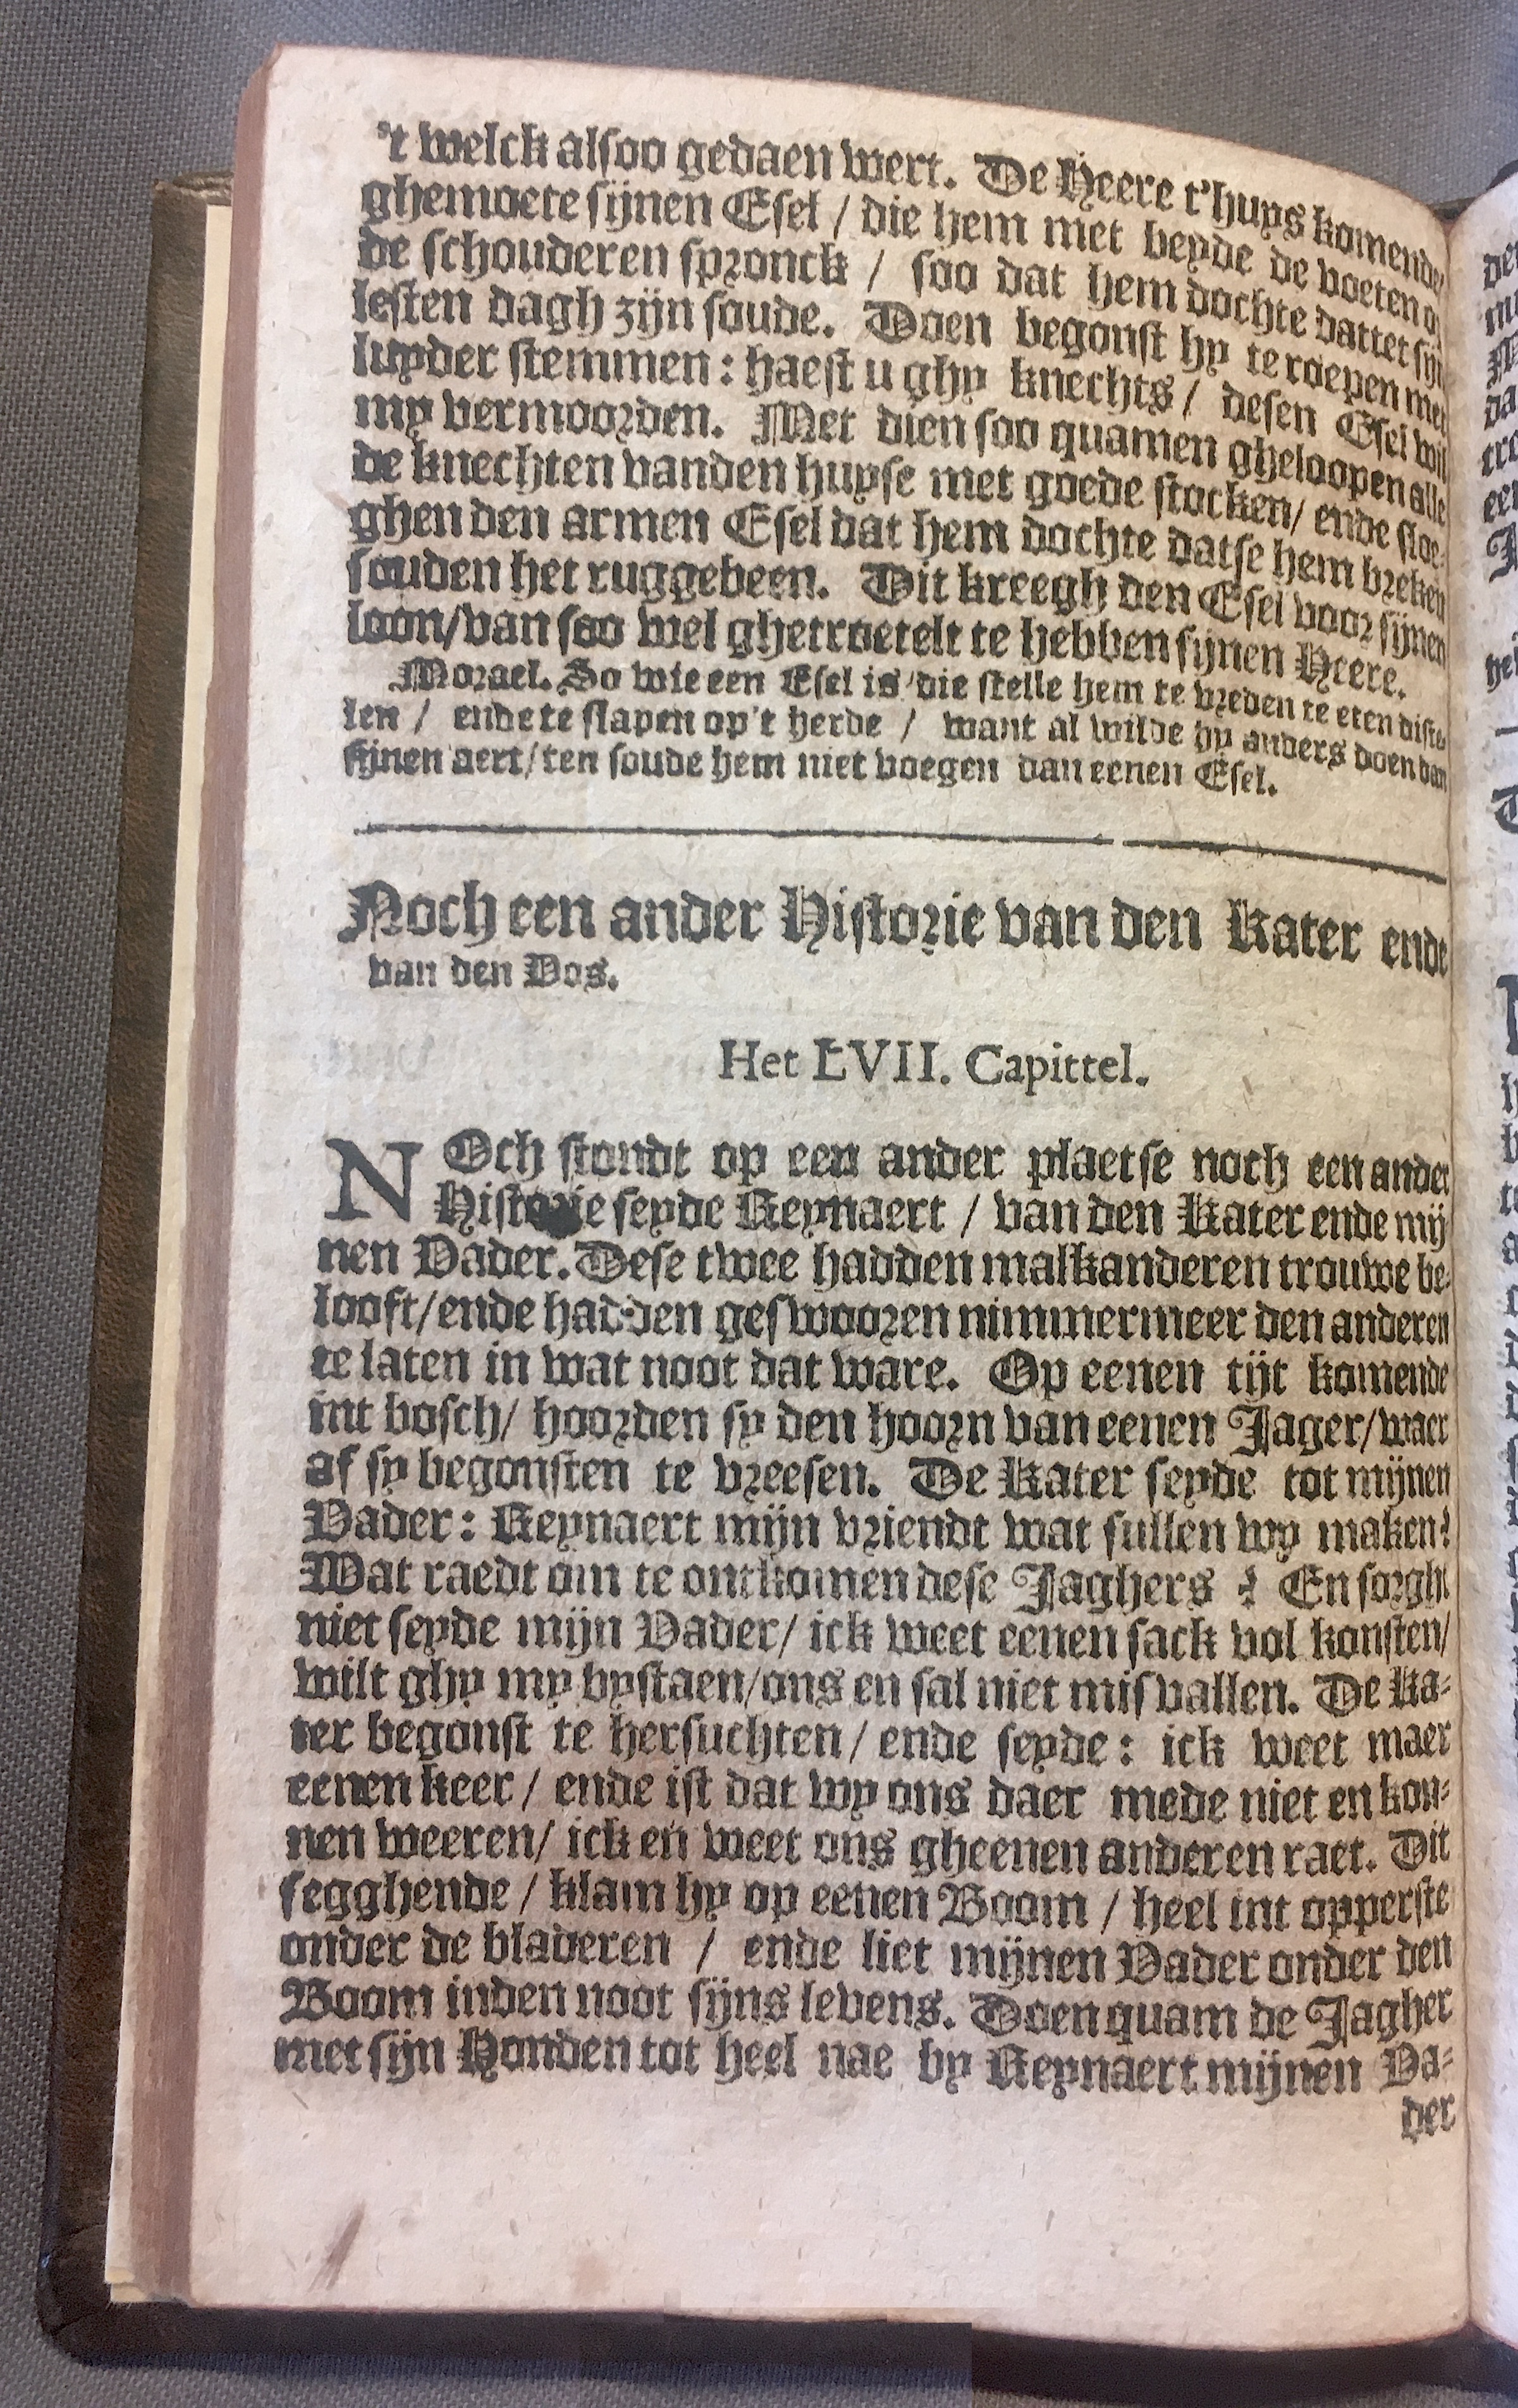 't welck alsoo gedaen wert. De Heere t'huys komende
ghemoete sijnen Esel / die hem met beyde de voeten o
de schouderen spronck / soo dat hem dochte dattet sijn
lesten dagh zijn soude. Doen begonst hy te roepen met
luyder stemmen: haest u ghy knechts / desen Esel wil
my vermoorden. Met dien soo quamen gheloopen alle
de knechten vanden huyse met goede stocken/ ende sloe-
ghen den armen Esel dat hem dochte datse hem breken
souden het ruggebeen. Dit kreegh den Esel voor sijnen
loon/van soo wel ghetroetelt te hebben sijnen Heere.
Morael. So wie een Esel is/die stelle hem te vreden te eten diste-
len / ende te slapen op't herde / want al wilde hy anders doen dan
sijnen aert/ten soude hem niet voegen dan eenen Esel.
Noch een ander Historie van den Kater ende
van den Vos.
Het LVII. Capittel.
NOch stondt op een ander plaetse noch een ander
Historie seyde Reynaert / van den Kater ende mij
nen Vader. Dese twee hadden malkanderen trouwe be-
looft/ende hadden geswooren nimmermeer den anderen
te laten in wat noot dat ware. Op eenen tijt komende
int bosch/ hoorden sy den hoorn van eenen Jager/waer
af sy begonsten te vreesen. De Kater seyde tot mijnen
Vader: Reynaert mijn vriendt wat sullen wy maken?
Wat raedt om te ontkomen dese Jaghers ? En sorght
niet seyde mijn Vader/ ick weet eenen sack vol konsten/
wilt ghy my bystaen/ons en sal niet misvallen. De Ka-
ter begonst te hersuchten/ ende seyde: ick weet maer
eenen keer/ ende ist dat wy ons daer mede niet en kon-
nen weeren/ ick en weet ons gheenen anderen raet. Dit
segghende / klam hy op eenen Boom / heel int opperste
onder de bladeren / ende liet mijnen Vader onder den
Boom inden noot sijns levens. Doen quam de Jagher
met sijn Honden tot heel nae by Reynaert mijnen Va-
der